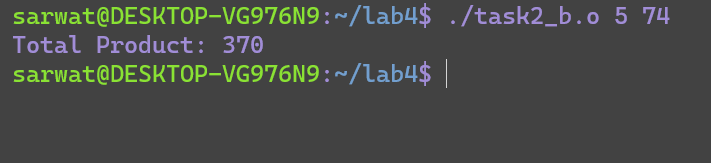 sarwat@DESKTOP-VG976N9:~/lab4$ ./task2_b.o 5 74
Total Product: 370
sarwat@DESKTOP-VG976N9:~/lab4$